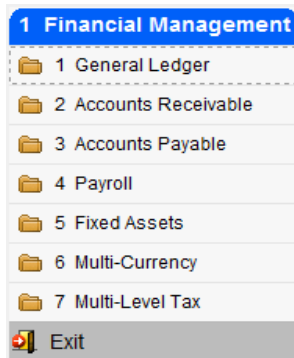 1 Financial Management
1 General Ledger
2 Accounts Receivable
3 Accounts Payable
4 Payroll
5 Fixed Assets
6 Multi-Currency
7 Multi-Level Tax
Exit